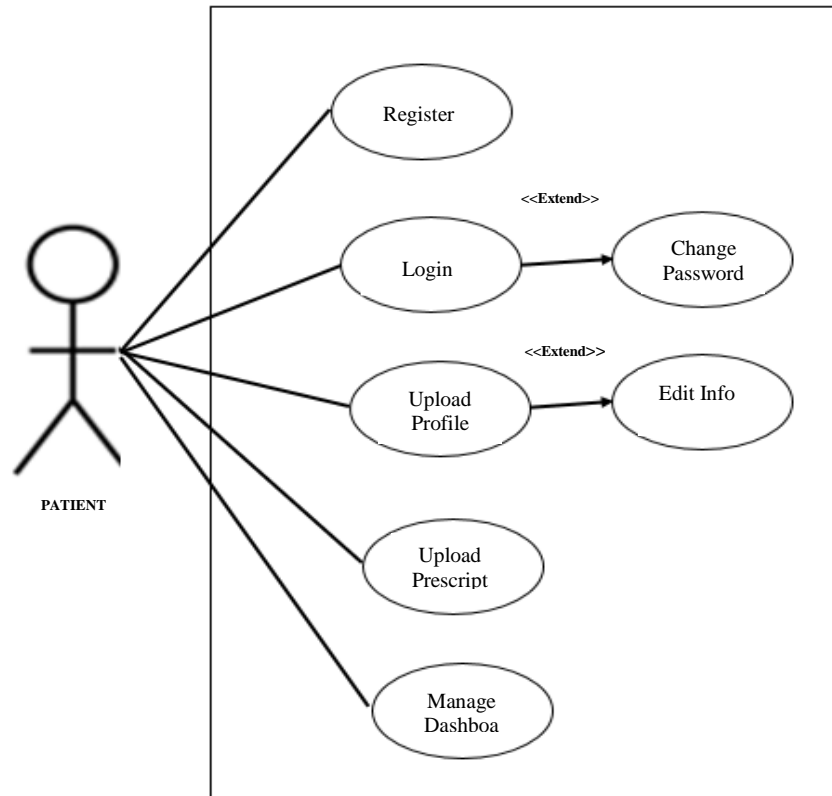 Register
<<Extend>>
Login
Change
Password
<<Extend>>
Upload
Profile
Edit Info
PATIENT
Upload
Prescript
Manage
Dashboa